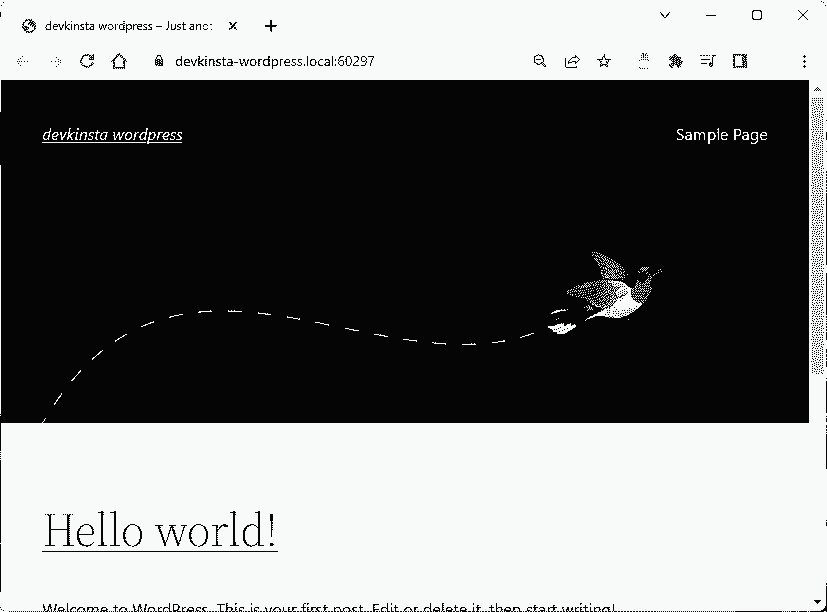 devkinsta wordpress – Just anot
devkinsta-wordpress.local:60297
devkinsta wordpress
Sample Page
Hello world!
Welcome to WordPress. This is your first post. Edit or delete it, then start writing!